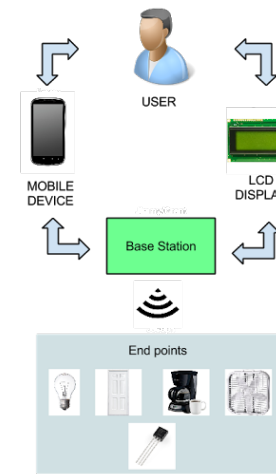 USER
MOBILE
DEVICE
LCD
DISPLA
Base Station
End points